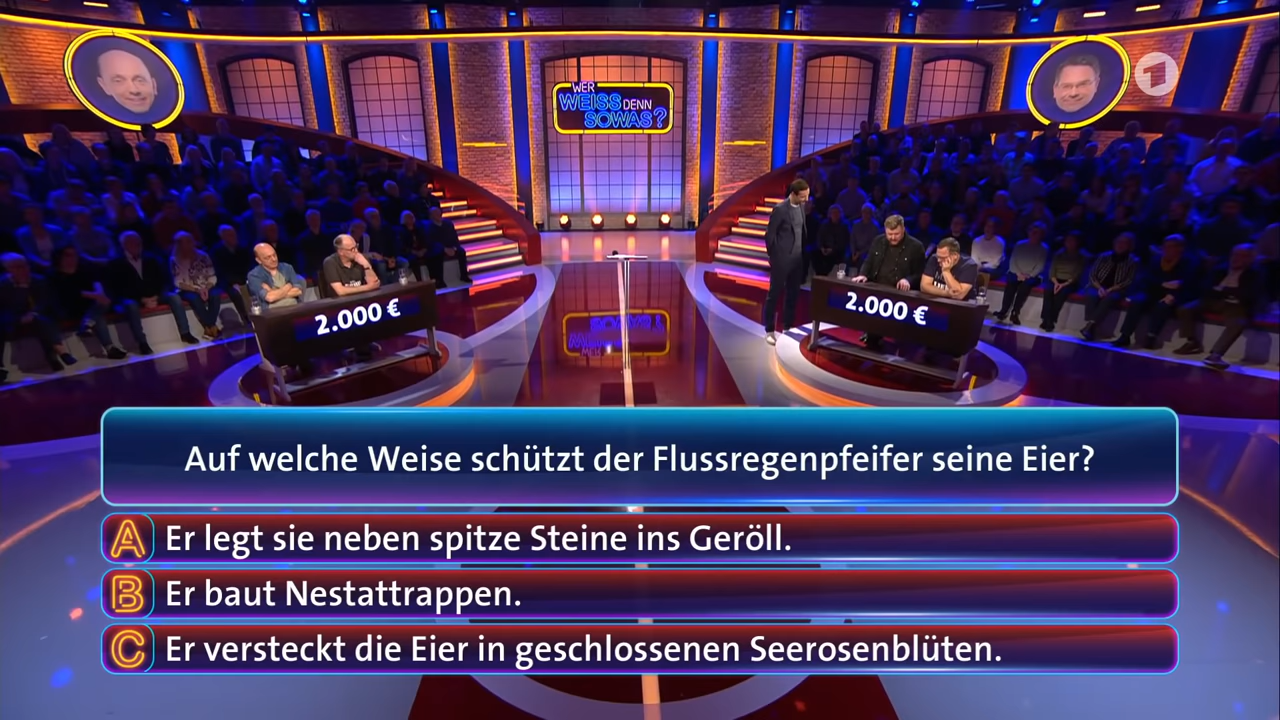 1
WER
WEISS DENN
SOWAS?
2.000 €
2.000 €
Auf welche Weise schützt der Flussregenpfeifer seine Eier?
A Er legt sie neben spitze Steine ins Geröll.
B Er baut Nestattrappen.
C Er versteckt die Eier in geschlossenen Seerosenblüten.